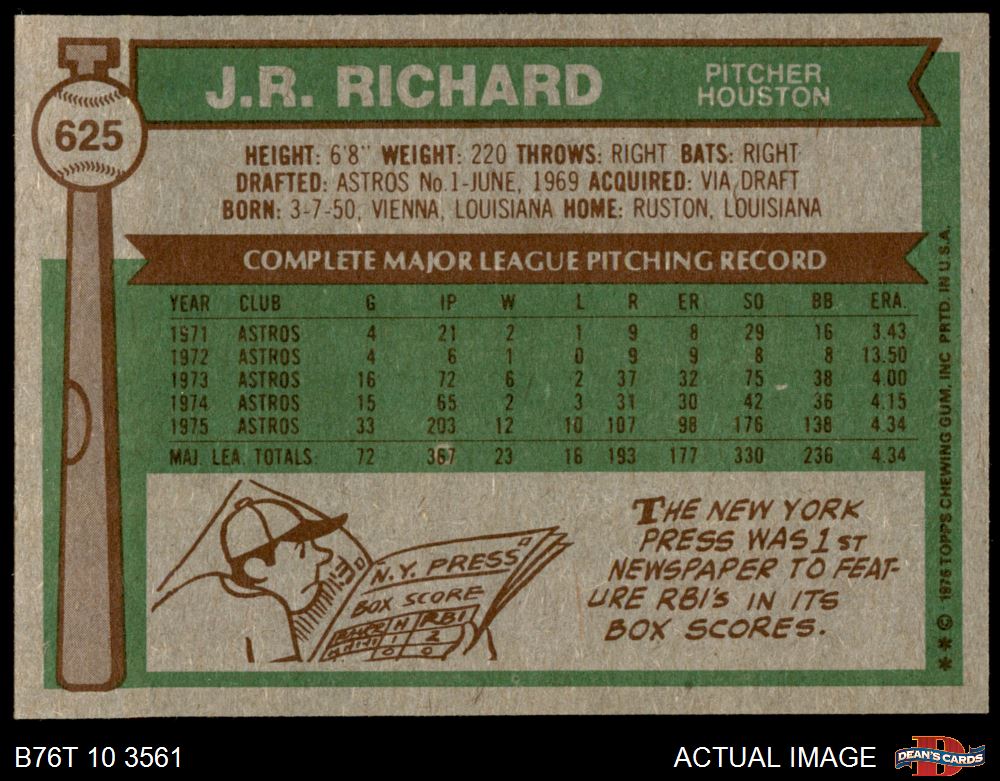 625
J.R. RICHARD
PITCHER
HOUSTON
HEIGHT: 6'8" WEIGHT: 220 THROWS: RIGHT BATS: RIGHT
DRAFTED: ASTROS No.1-JUNE, 1969 ACQUIRED: VIA DRAFT
BORN: 3-7-50, VIENNA, LOUISIANA HOME: RUSTON, LOUISIANA
COMPLETE MAJOR LEAGUE PITCHING RECORD
YEAR CLUB G IP W L R ER SO BB ERA.
1971 ASTROS 4 21 2 1 9 8 29 16 3.43
1972 ASTROS 4 6 1 0 9 9 8 8 13.50
1973 ASTROS 16 72 6 2 37 32 75 38 4.00
1974 ASTROS 15 65 2 3 31 30 42 36 4.15
1975 ASTROS 33 203 12 10 107 98 176 138 4.34
MAJ. LEA. TOTALS 72 367 23 16 193 177 330 236 4.34
N.Y. PRESS
BOX SCORE
H RBI
1 2
0 0
THE NEW YORK
PRESS WAS 1ST
NEWSPAPER TO FEAT-
URE RBI'S IN ITS
BOX SCORES.
** © 1976 TOPPS CHEWING GUM, INC PRTD. IN U.S.A.
B76T 10 3561
ACTUAL IMAGE
DEAN'S CARDS